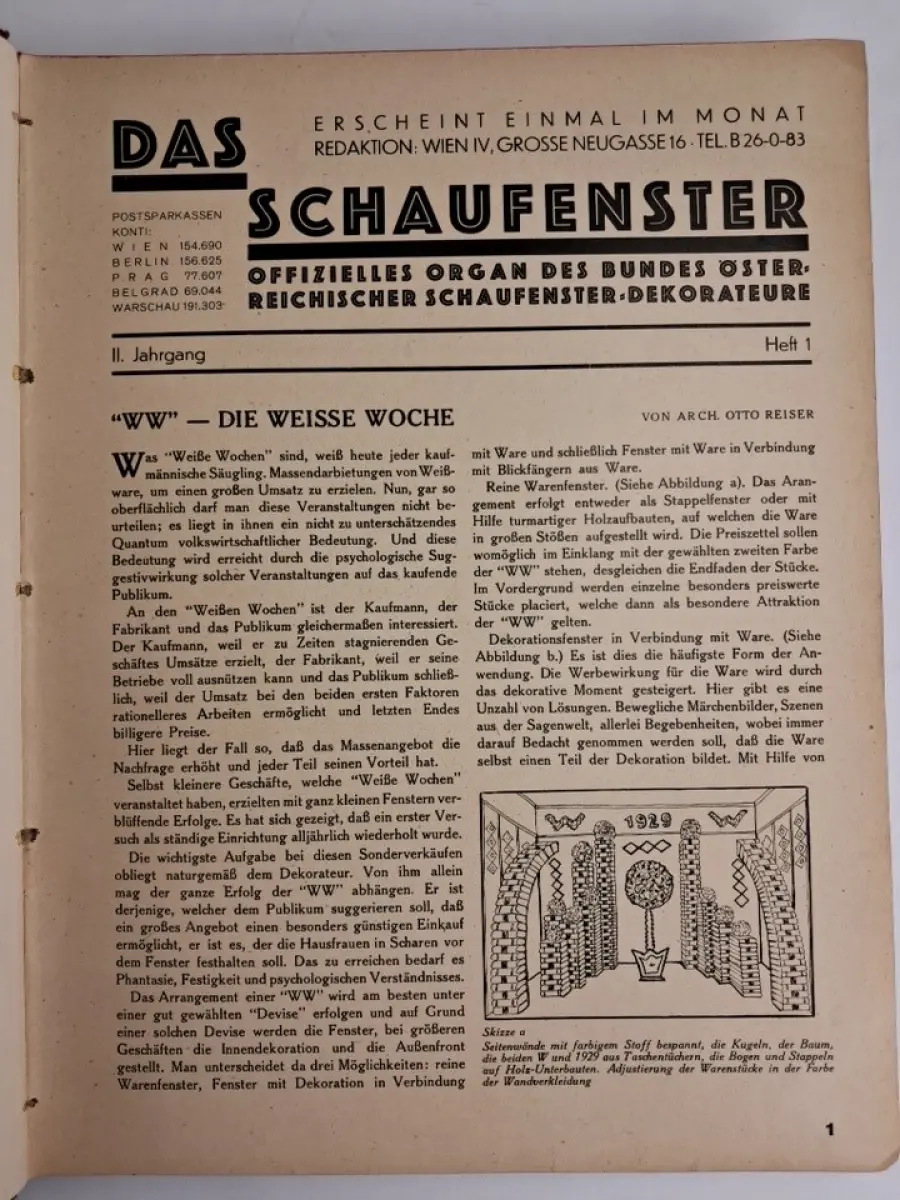 DAS
ERSCHEINT EINMAL IM MONAT
REDAKTION: WIEN IV, GROSSE NEUGASSE 16 · TEL. B 26-0-83
SCHAUFENSTER
POSTSPARKASSEN
KONTI:
WIEN 154.690
BERLIN 156.625
PRAG 77.607
BELGRAD 69.044
WARSCHAU 191.303
OFFIZIELLES ORGAN DES BUNDES ÖSTER-
REICHISCHER SCHAUFENSTER-DEKORATEURE
II. Jahrgang
Heft 1
“WW” — DIE WEISSE WOCHE
VON ARCH. OTTO REISER
Was “Weiße Wochen” sind, weiß heute jeder kauf-
männische Säugling. Massendarbietungen von Weiß-
ware, um einen großen Umsatz zu erzielen. Nun, gar so
oberflächlich darf man diese Veranstaltungen nicht be-
urteilen; es liegt in ihnen ein nicht zu unterschätzendes
Quantum volkswirtschaftlicher Bedeutung. Und diese
Bedeutung wird erreicht durch die psychologische Sug-
gestivwirkung solcher Veranstaltungen auf das kaufende
Publikum.
An den “Weißen Wochen” ist der Kaufmann, der
Fabrikant und das Publikum gleichermaßen interessiert.
Der Kaufmann, weil er zu Zeiten stagnierenden Ge-
schäftes Umsätze erzielt, der Fabrikant, weil er seine
Betriebe voll ausnützen kann und das Publikum schließ-
lich, weil der Umsatz bei den beiden ersten Faktoren
rationelleres Arbeiten ermöglicht und letzten Endes
billigere Preise.
Hier liegt der Fall so, daß das Massenangebot die
Nachfrage erhöht und jeder Teil seinen Vorteil hat.
Selbst kleinere Geschäfte, welche “Weiße Wochen”
veranstaltet haben, erzielten mit ganz kleinen Fenstern ver-
blüffende Erfolge. Es hat sich gezeigt, daß ein erster Ver-
such als ständige Einrichtung alljährlich wiederholt wurde.
Die wichtigste Aufgabe bei diesen Sonderverkäufen
obliegt naturgemäß dem Dekorateur. Von ihm allein
mag der ganze Erfolg der “WW” abhängen. Er ist
derjenige, welcher dem Publikum suggerieren soll, daß
ein großes Angebot einen besonders günstigen Einkauf
ermöglicht, er ist es, der die Hausfrauen in Scharen vor
dem Fenster festhalten soll. Das zu erreichen bedarf es
Phantasie, Festigkeit und psychologischen Verständnisses.
Das Arrangement einer “WW” wird am besten unter
einer gut gewählten “Devise” erfolgen und auf Grund
einer solchen Devise werden die Fenster, bei größeren
Geschäften die Innendekoration und die Außenfront
gestellt. Man unterscheidet da drei Möglichkeiten: reine
Warenfenster, Fenster mit Dekoration in Verbindung
mit Ware und schließlich Fenster mit Ware in Verbindung
mit Blickfängern aus Ware.
Reine Warenfenster. (Siehe Abbildung a). Das Aran-
gement erfolgt entweder als Stappelfenster oder mit
Hilfe turmartiger Holzaufbauten, auf welchen die Ware
in großen Stößen aufgestellt wird. Die Preiszettel sollen
womöglich im Einklang mit der gewählten zweiten Farbe
der “WW” stehen, desgleichen die Endfaden der Stücke.
Im Vordergrund werden einzelne besonders preiswerte
Stücke placiert, welche dann als besondere Attraktion
der “WW” gelten.
Dekorationsfenster in Verbindung mit Ware. (Siehe
Abbildung b.) Es ist dies die häufigste Form der An-
wendung. Die Werbewirkung für die Ware wird durch
das dekorative Moment gesteigert. Hier gibt es eine
Unzahl von Lösungen. Bewegliche Märchenbilder, Szenen
aus der Sagenwelt, allerlei Begebenheiten, wobei immer
darauf Bedacht genommen werden soll, daß die Ware
selbst einen Teil der Dekoration bildet. Mit Hilfe von
W 1929 W
Skizze a
Seitenwände mit farbigem Stoff bespannt, die Kugeln, der Baum,
die beiden W und 1929 aus Taschentüchern, die Bogen und Stappeln
auf Holz-Unterbauten. Adjustierung der Warenstücke in der Farbe
der Wandverkleidung
1